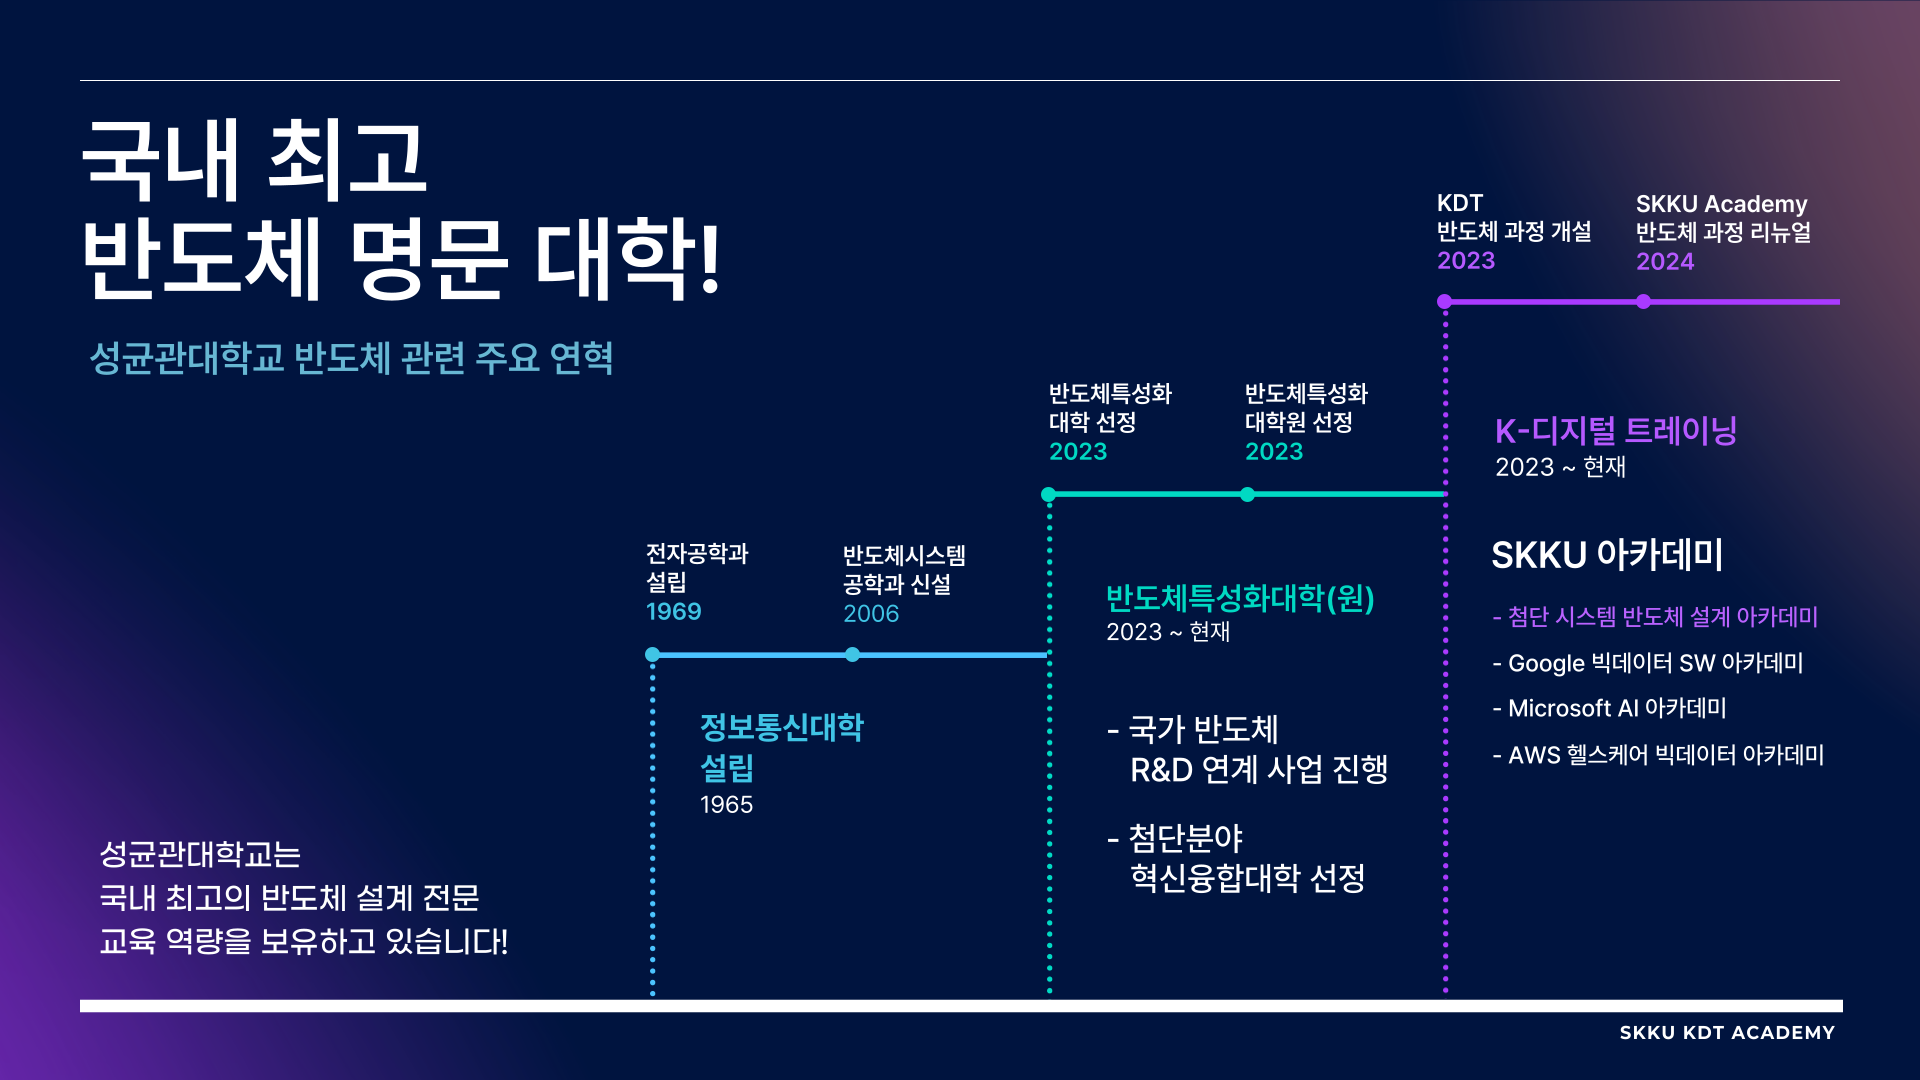 국내 최고
반도체 명문 대학!
성균관대학교 반도체 관련 주요 연혁
전자공학과
설립
1969
반도체시스템
공학과 신설
2006
정보통신대학
설립
1965
반도체특성화
대학 선정
2023
반도체특성화
대학원 선정
2023
반도체특성화대학(원)
2023 ~ 현재
- 국가 반도체
R&D 연계 사업 진행
- 첨단분야
혁신융합대학 선정
KDT
반도체 과정 개설
2023
SKKU Academy
반도체 과정 리뉴얼
2024
K-디지털 트레이닝
2023 ~ 현재
SKKU 아카데미
- 첨단 시스템 반도체 설계 아카데미
- Google 빅데이터 SW 아카데미
- Microsoft AI 아카데미
- AWS 헬스케어 빅데이터 아카데미
성균관대학교는
국내 최고의 반도체 설계 전문
교육 역량을 보유하고 있습니다!
SKKU KDT ACADEMY